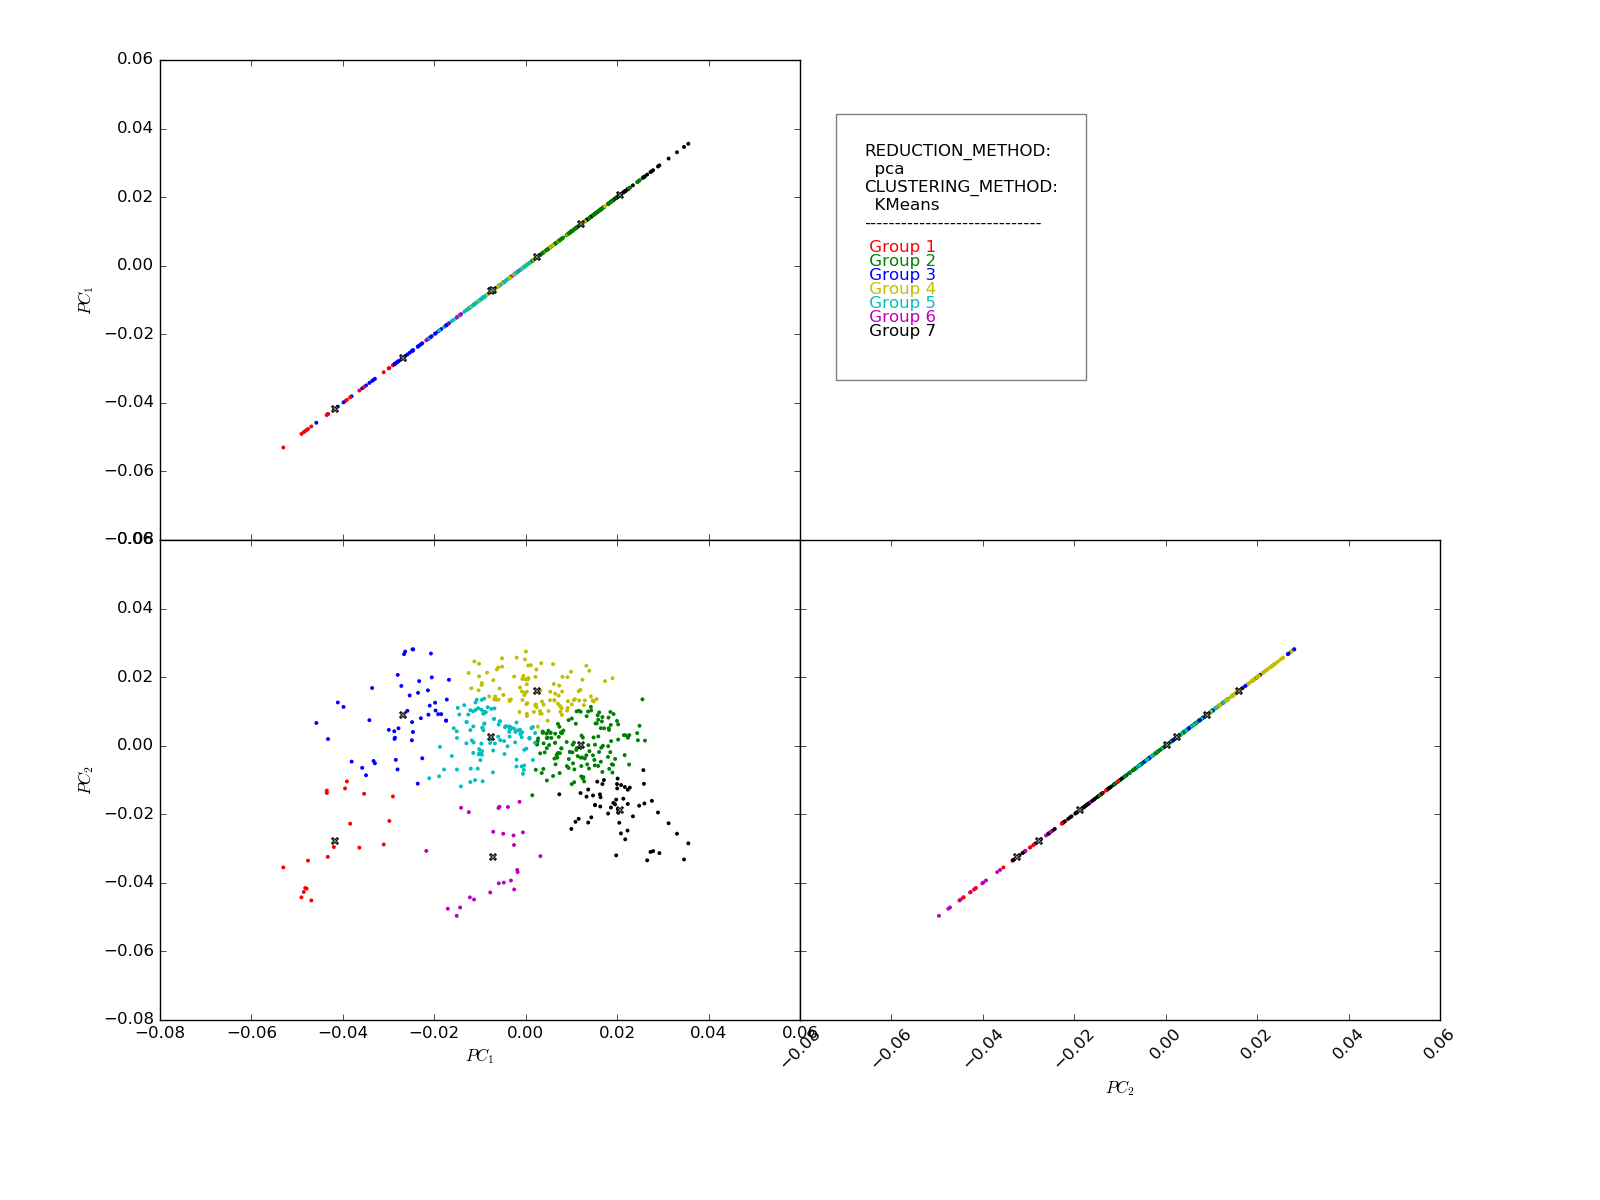 0.06
0.04
0.02
0.00
−0.02
−0.04
−0.06
PC1
REDUCTION_METHOD:
pca
CLUSTERING_METHOD:
KMeans
--------------------------------
Group 1
Group 2
Group 3
Group 4
Group 5
Group 6
Group 7
0.04
0.02
0.00
−0.02
−0.04
−0.06
−0.08
PC2
−0.08 −0.06 −0.04 −0.02 0.00 0.02 0.04 0.06
PC1
−0.08 −0.06 −0.04 −0.02 0.00 0.02 0.04 0.06
PC2